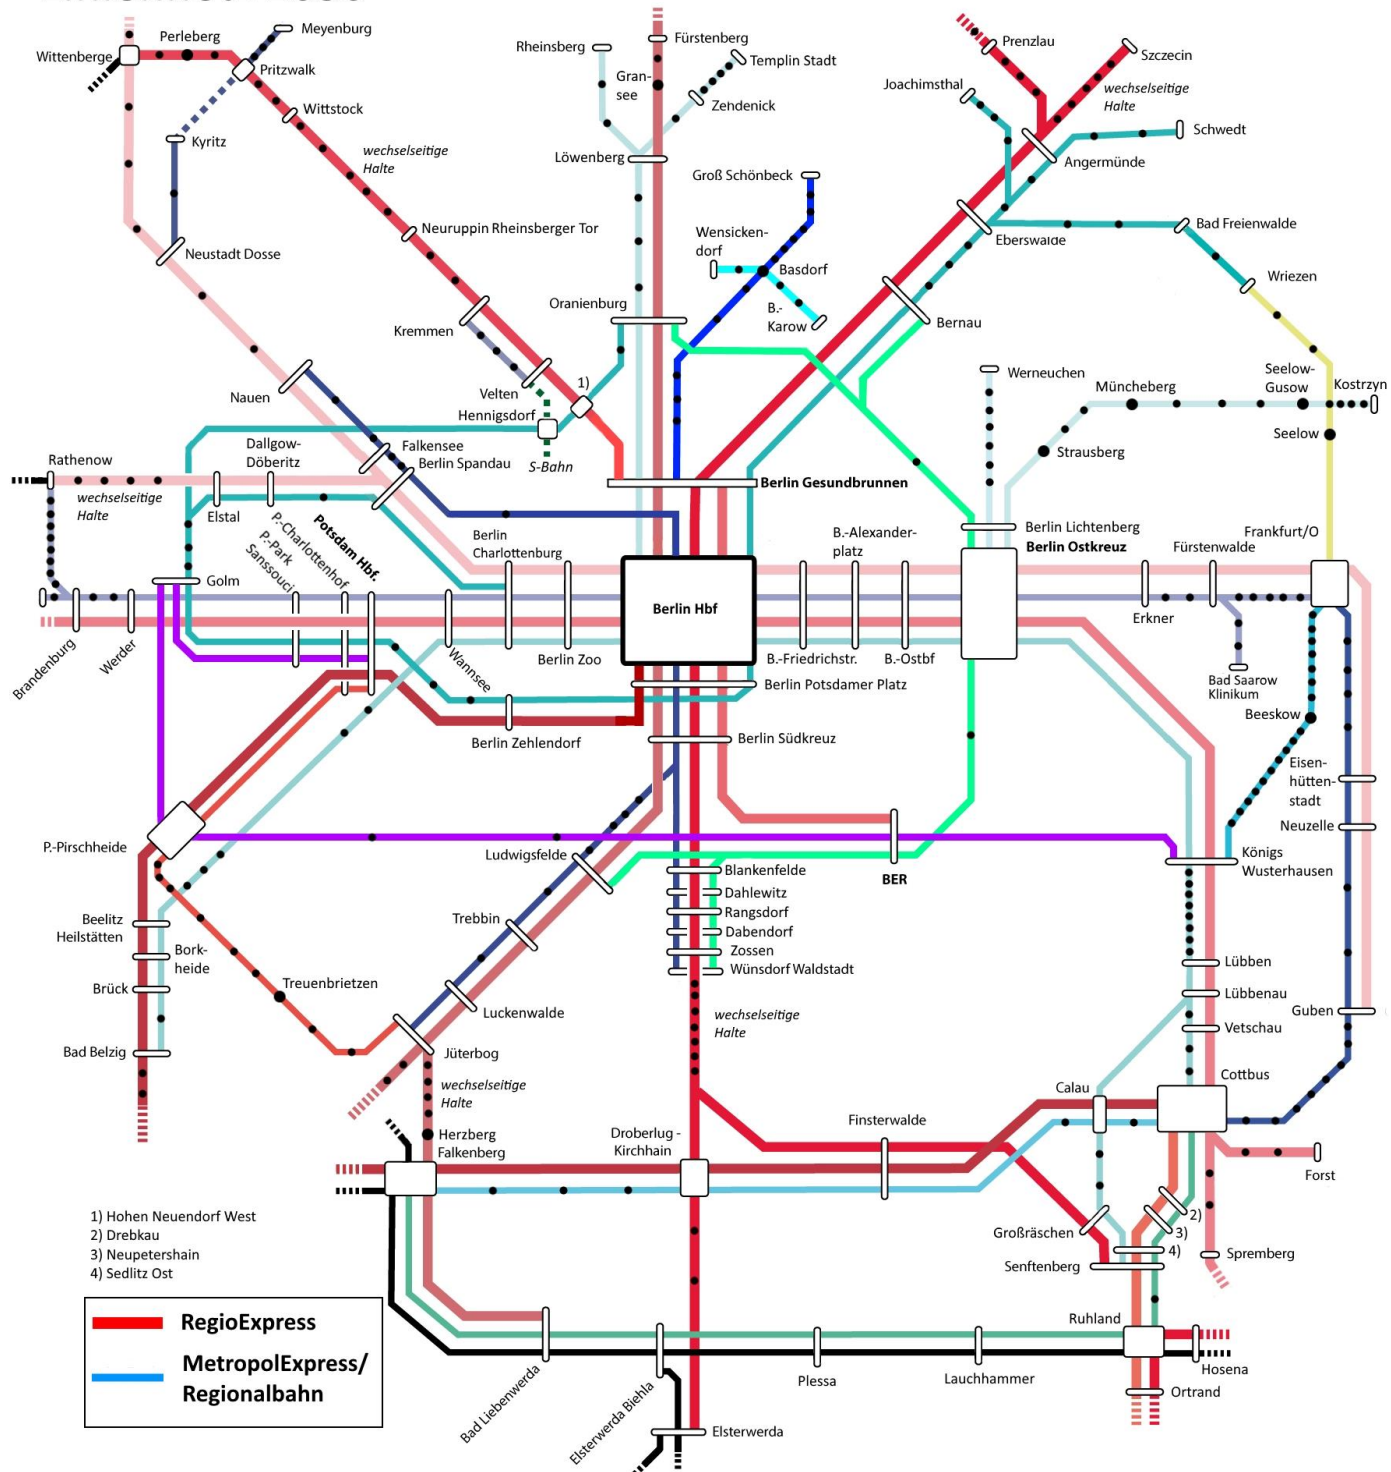 Perleberg
Meyenburg
Wittenberge
Pritzwalk
Wittstock
Kyritz
wechselseitige
Halte
Neustadt Dosse
Neuruppin Rheinsberger Tor
Kremmen
Nauen
Velten
Hennigsdorf
1)
S-Bahn
Rheinsberg
Fürstenberg
Gran-
see
Templin Stadt
Zehdenick
Löwenberg
Groß Schönbeck
Wensicken-
dorf
Basdorf
B.-
Karow
Oranienburg
Prenzlau
Szczecin
wechselseitige
Halte
Joachimsthal
Schwedt
Angermünde
Eberswalde
Bad Freienwalde
Wriezen
Bernau
Werneuchen
Müncheberg
Seelow-
Gusow
Kostrzyn
Seelow
Strausberg
Rathenow
wechselseitige
Halte
Dallgow-
Döberitz
Falkensee
Berlin Spandau
Elstal
P.-Charlottenhof
P.-Park
Sanssouci
Potsdam Hbf.
Golm
Berlin
Charlottenburg
Berlin Gesundbrunnen
Berlin Hbf
B.-Alexander-
platz
Berlin Lichtenberg
Berlin Ostkreuz
Fürstenwalde
Frankfurt/O
Brandenburg
Werder
Wannsee
Berlin Zoo
B.-Friedrichstr.
B.-Ostbf
Erkner
Bad Saarow
Klinikum
Beeskow
Berlin Potsdamer Platz
Berlin Zehlendorf
Berlin Südkreuz
Eisen-
hütten-
stadt
Neuzelle
P.-Pirschheide
Ludwigsfelde
Blankenfelde
Dahlewitz
Rangsdorf
Dabendorf
Zossen
Wünsdorf Waldstadt
BER
Königs
Wusterhausen
Beelitz
Heilstätten
Bork-
heide
Brück
Bad Belzig
Treuenbrietzen
Trebbin
Luckenwalde
Jüterbog
wechselseitige
Halte
wechselseitige
Halte
Lübben
Lübbenau
Vetschau
Guben
Cottbus
Calau
Herzberg
Falkenberg
Droberlug -
Kirchhain
Finsterwalde
Forst
Großräschen
Senftenberg
2)
3)
4)
Spremberg
Ruhland
Hosena
Ortrand
Bad Liebenwerda
Elsterwerda Biehla
Plessa
Lauchhammer
Elsterwerda
1) Hohen Neuendorf West
2) Drebkau
3) Neupetershain
4) Sedlitz Ost
RegioExpress
MetropolExpress/
Regionalbahn